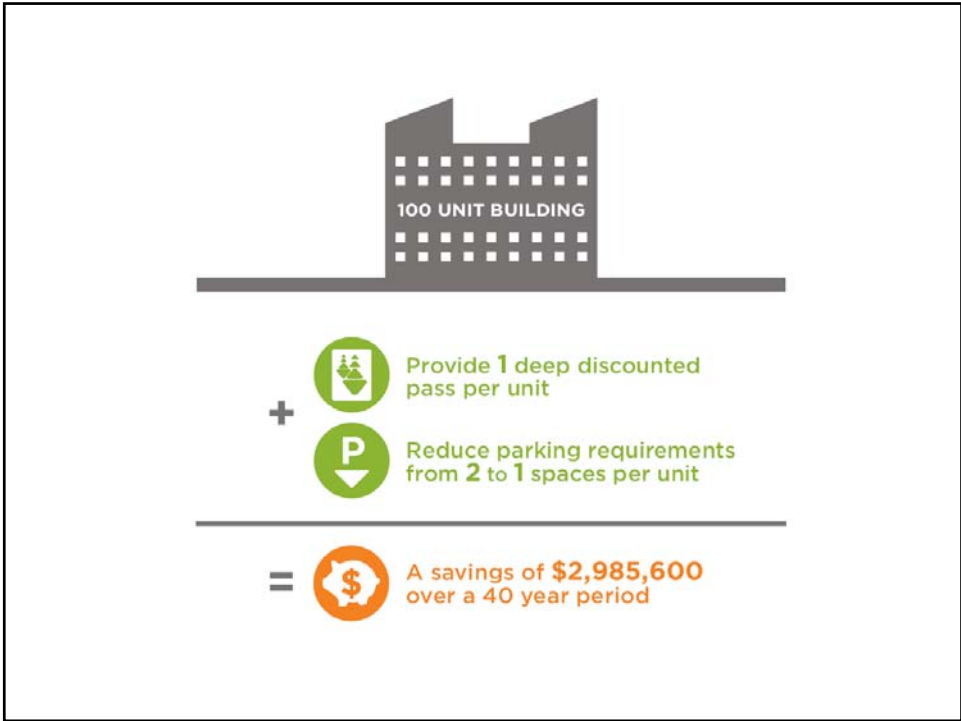 100 UNIT BUILDING
+
Provide 1 deep discounted
pass per unit
P
Reduce parking requirements
from 2 to 1 spaces per unit
=
$
A savings of $2,985,600
over a 40 year period